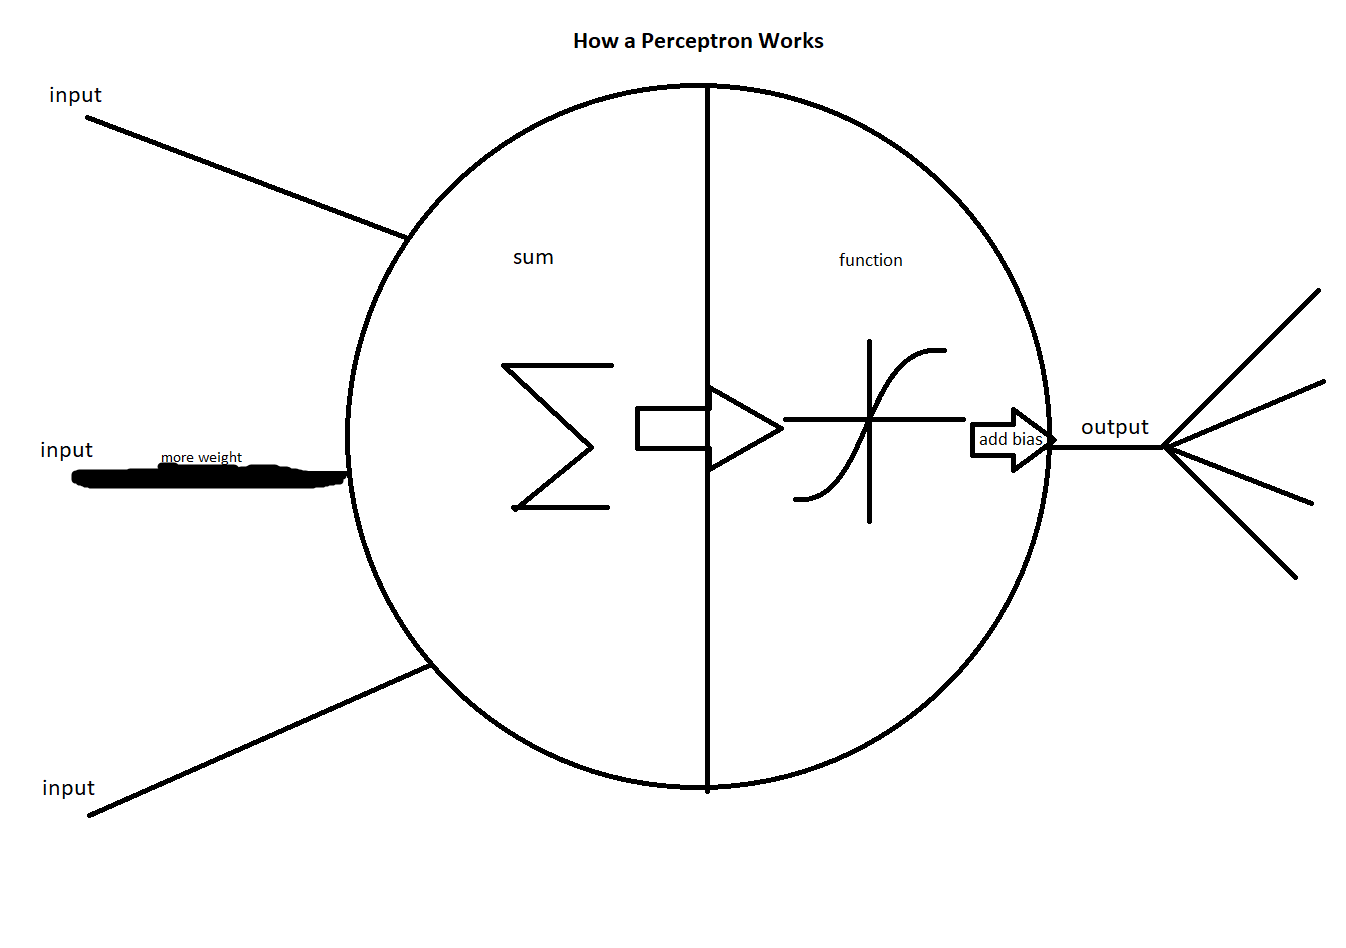 How a Perceptron Works
input
sum
function
input
more weight
add bias
output
input